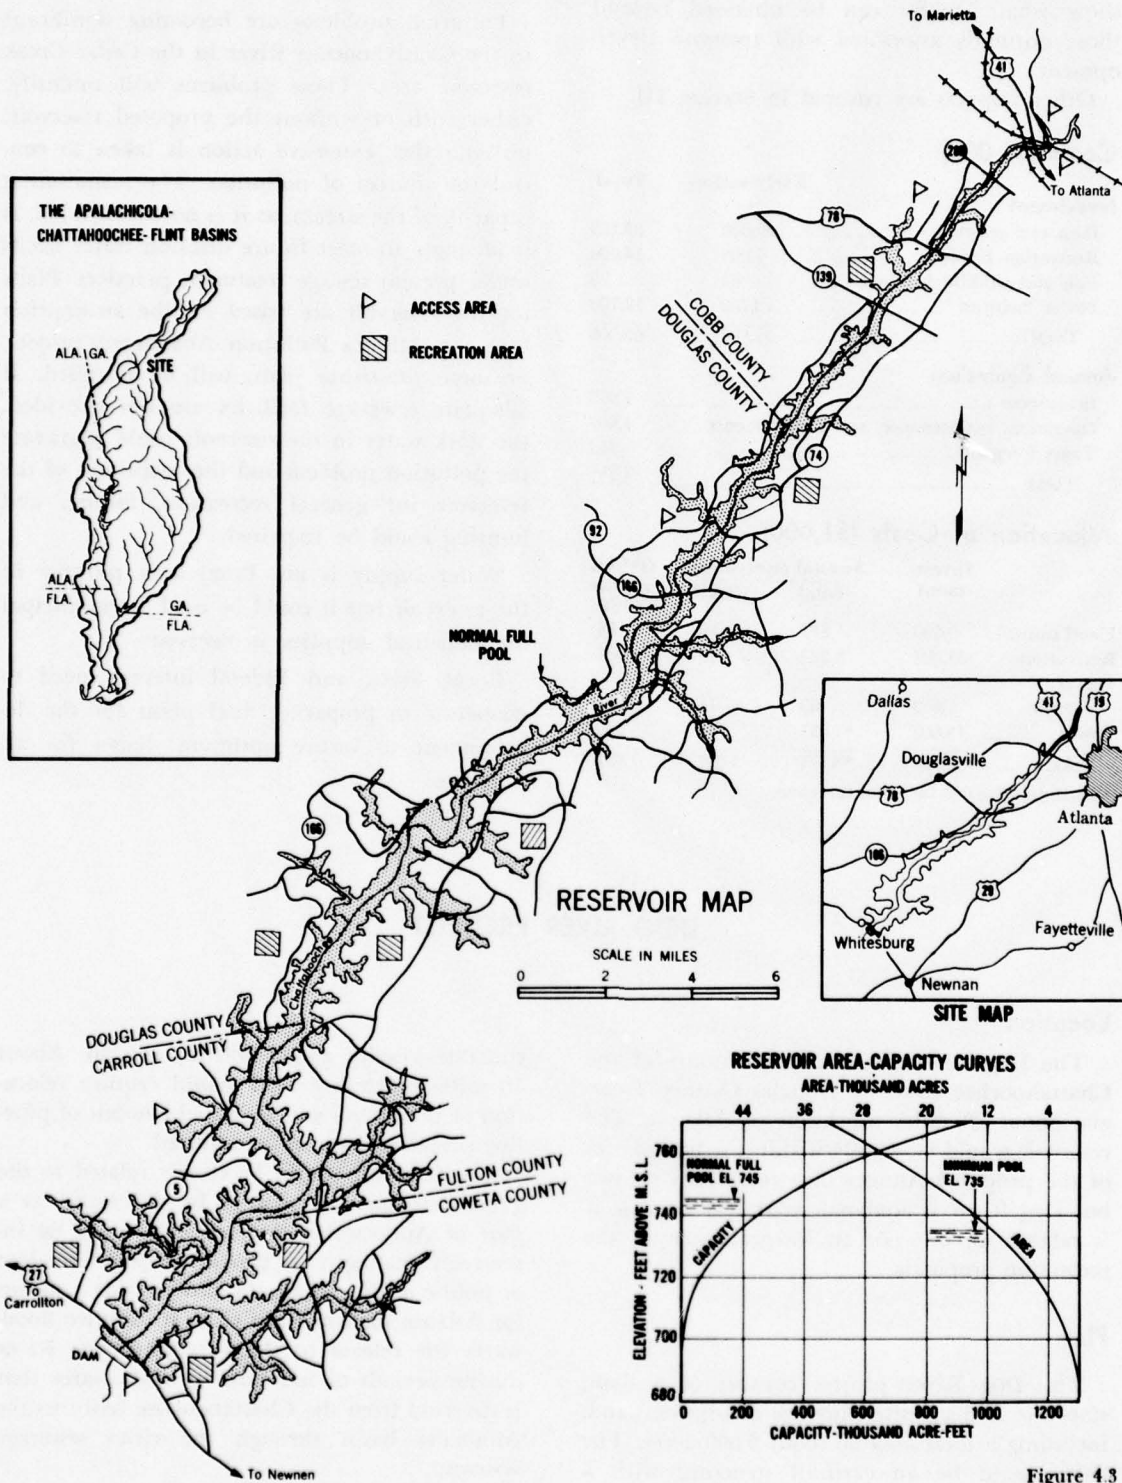 To Marietta
41
280
To Atlanta
78
139
THE APALACHICOLA-
CHATTAHOOCHEE-FLINT BASINS
ALA. GA.
SITE
ALA.
FLA.
GA.
FLA.
ACCESS AREA
RECREATION AREA
COBB COUNTY
DOUGLAS COUNTY
74
92
166
NORMAL FULL
POOL
River
166
Chattahoochee
RESERVOIR MAP
SCALE IN MILES
0 2 4 6
Dallas
41
19
Douglasville
78
Atlanta
166
29
Whitesburg
Fayetteville
Newnan
SITE MAP
DOUGLAS COUNTY
CARROLL COUNTY
5
FULTON COUNTY
COWETA COUNTY
27
To
Carrollton
DAM
To Newnen
RESERVOIR AREA-CAPACITY CURVES
AREA-THOUSAND ACRES
44 36 28 20 12 4
ELEVATION - FEET ABOVE M. S. L.
760
740
720
700
680
NORMAL FULL
POOL EL 745
MINIMUM POOL
EL 735
CAPACITY
AREA
0 200 400 600 800 1000 1200
CAPACITY-THOUSAND ACRE-FEET
Figure 4.3